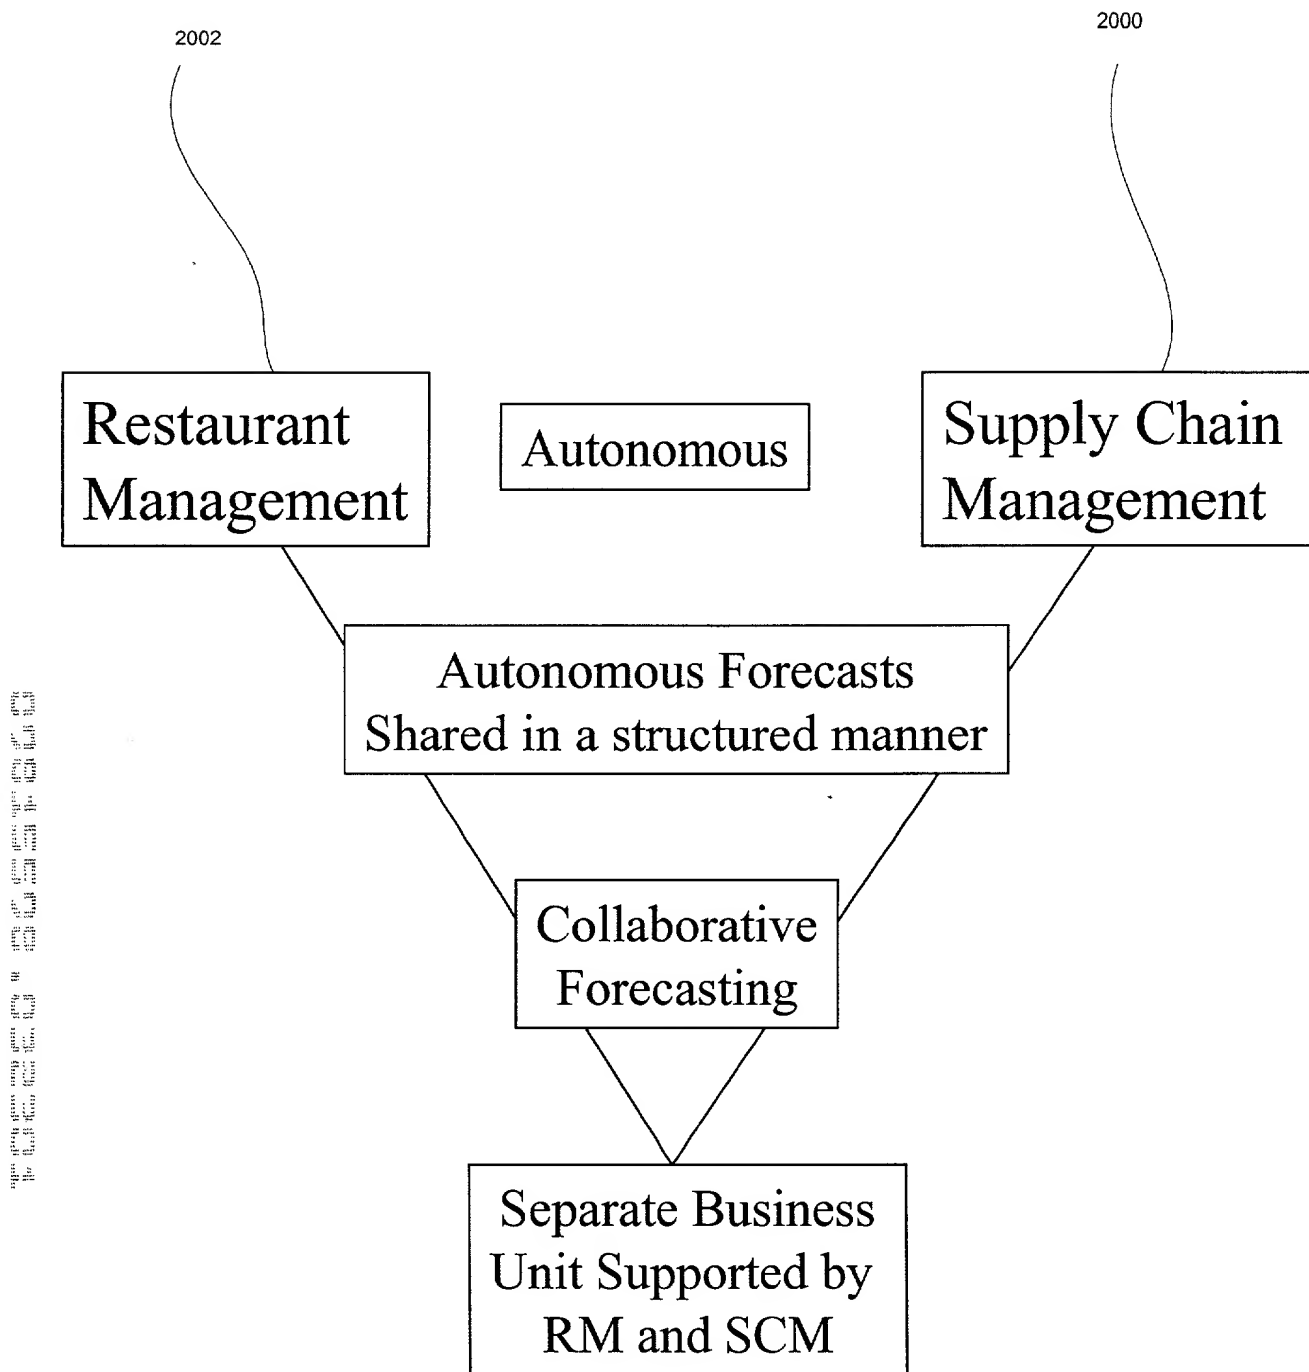 2002
2000
Restaurant
Management
Autonomous
Supply Chain
Management
Autonomous Forecasts
Shared in a structured manner
Collaborative
Forecasting
Separate Business
Unit Supported by
RM and SCM